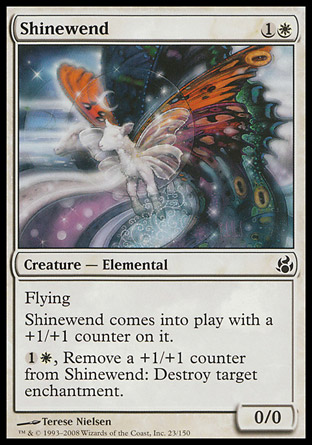 Shinewend 1
Creature — Elemental
Flying
Shinewend comes into play with a
+1/+1 counter on it.
1 , Remove a +1/+1 counter
from Shinewend: Destroy target
enchantment.
Terese Nielsen
™ & © 1993–2008 Wizards of the Coast, Inc. 23/150
0/0